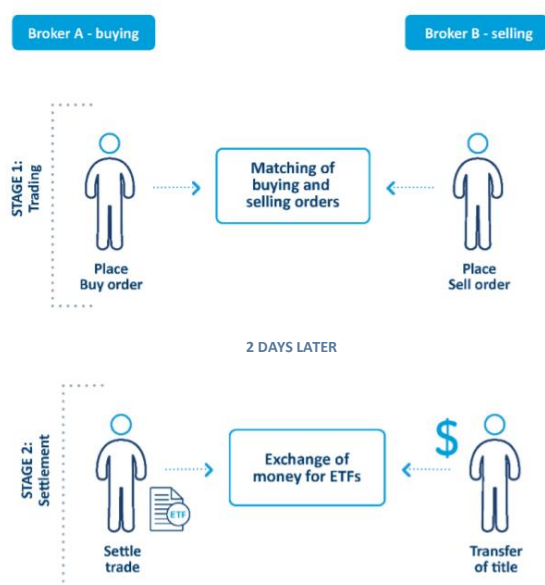 Broker A - buying
Broker B - selling
STAGE 1:
Trading
Matching of
buying and
selling orders
Place
Buy order
Place
Sell order
2 DAYS LATER
STAGE 2:
Settlement
$
Exchange of
money for ETFs
ETF
Settle
trade
Transfer
of title